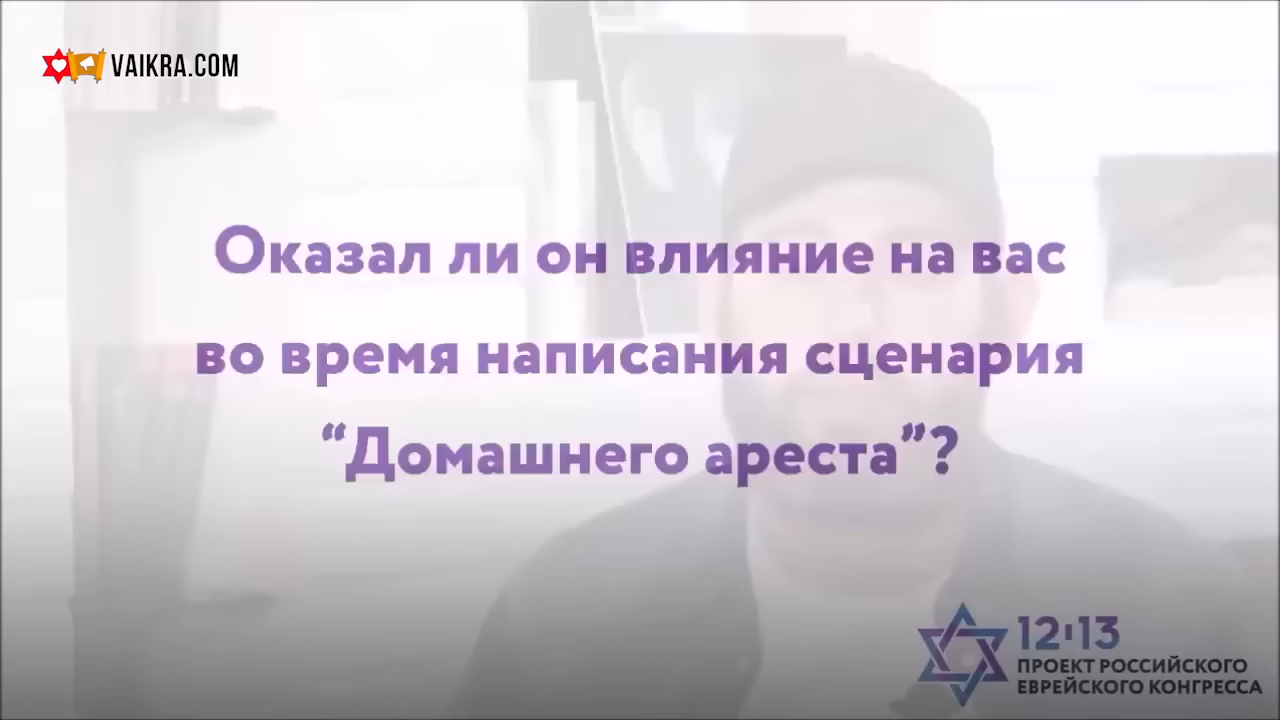 VAIKRA.COM
Оказал ли он влияние на вас
во время написания сценария
“Домашнего ареста”?
12·13
ПРОЕКТ РОССИЙСКОГО
ЕВРЕЙСКОГО КОНГРЕССА